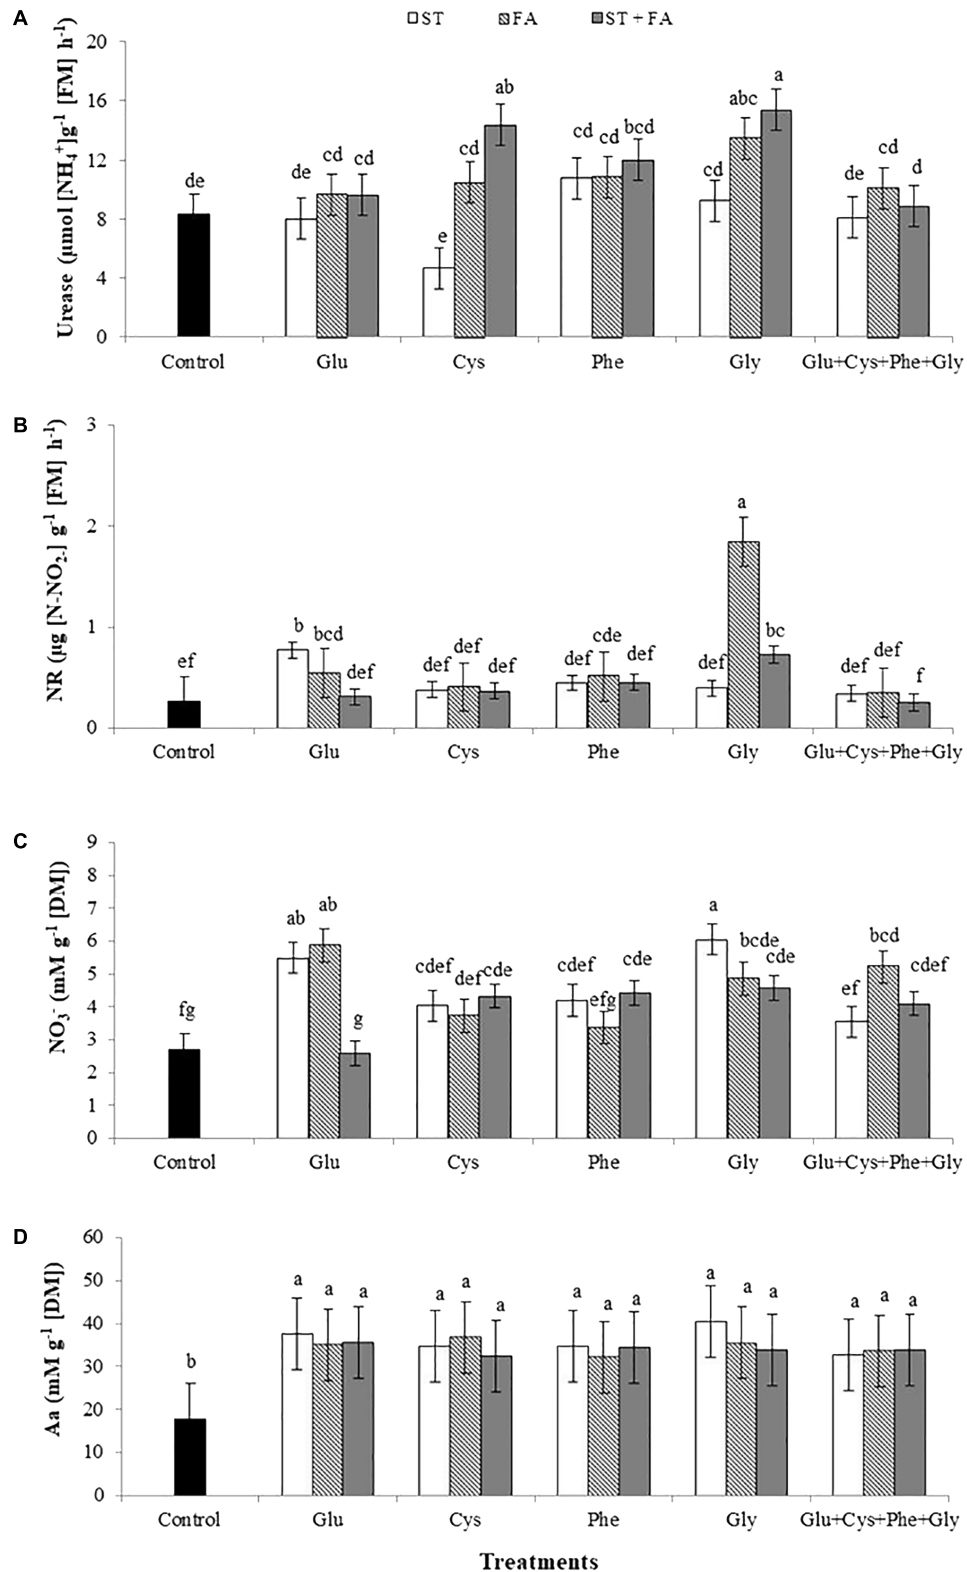 A
ST FA ST + FA
Urease (µmol [NH4+]g-1 [FM] h-1)
20
16
12
8
4
0
de de cd cd e cd ab cd cd bcd cd abc a de cd d
Control Glu Cys Phe Gly Glu+Cys+Phe+Gly
B
NR (µg [N-NO2-] g-1 [FM] h-1)
3
2
1
0
ef b bcd def def def def def cde def def a bc def def f
Control Glu Cys Phe Gly Glu+Cys+Phe+Gly
C
NO3- (mM g-1 [DM])
9
8
7
6
5
4
3
2
1
0
fg ab ab g cdef def cde cdef efg cde a bcde cde ef bcd cdef
Control Glu Cys Phe Gly Glu+Cys+Phe+Gly
D
Aa (mM g-1 [DM])
60
50
40
30
20
10
0
b a a a a a a a a a a a a a a a
Control Glu Cys Phe Gly Glu+Cys+Phe+Gly
Treatments